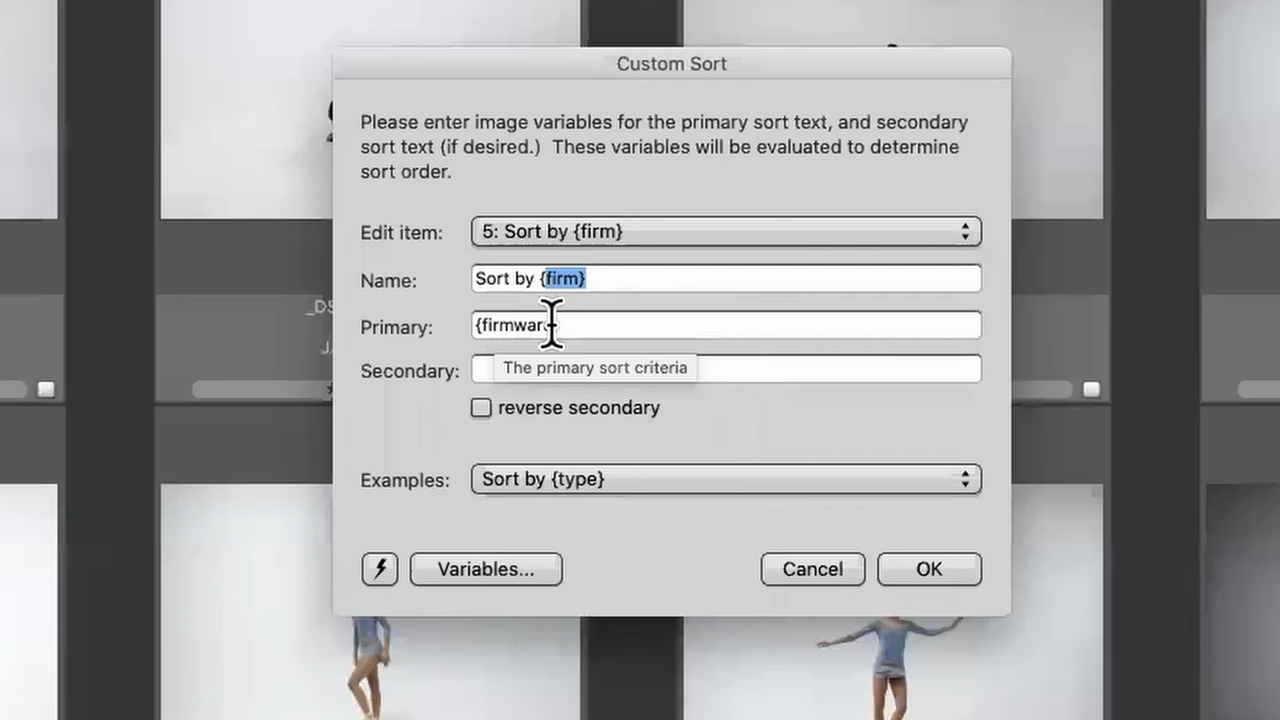 Custom Sort
Please enter image variables for the primary sort text, and secondary
sort text (if desired.)  These variables will be evaluated to determine
sort order.
Edit item: 5: Sort by {firm}
Name: Sort by {firm}
Primary: {firmwar
The primary sort criteria
Secondary:
reverse secondary
Examples: Sort by {type}
Variables... Cancel OK